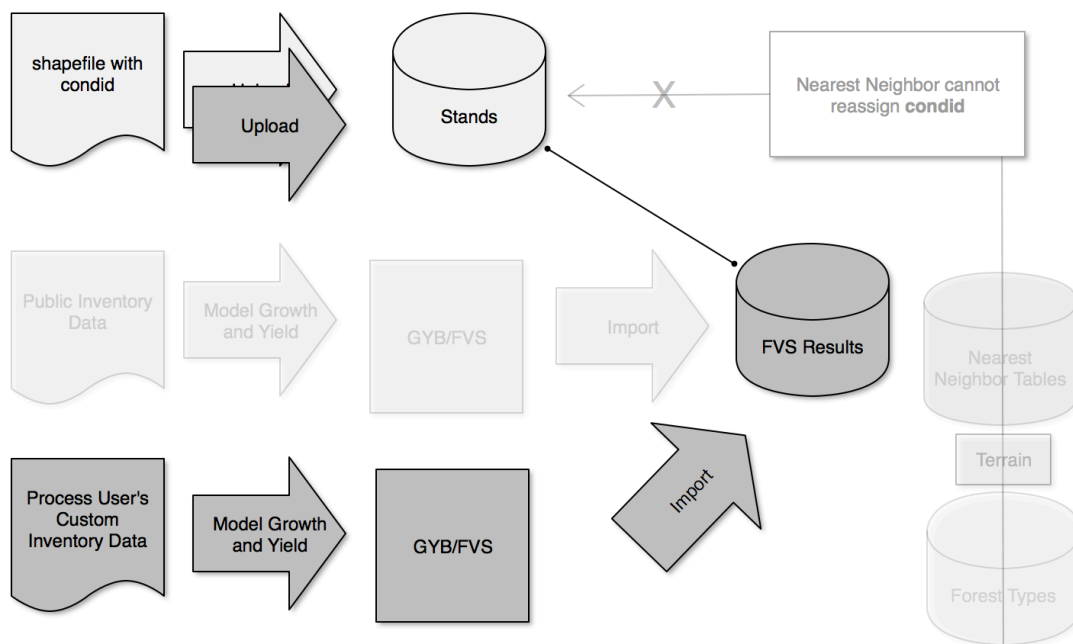 shapefile with
condid
Upload
Stands
X
Nearest Neighbor cannot
reassign condid
Public Inventory
Data
Model Growth
and Yield
GYB/FVS
Import
FVS Results
Nearest
Neighbor Tables
Terrain
Forest Types
Process User's
Custom
Inventory Data
Model Growth
and Yield
GYB/FVS
Import